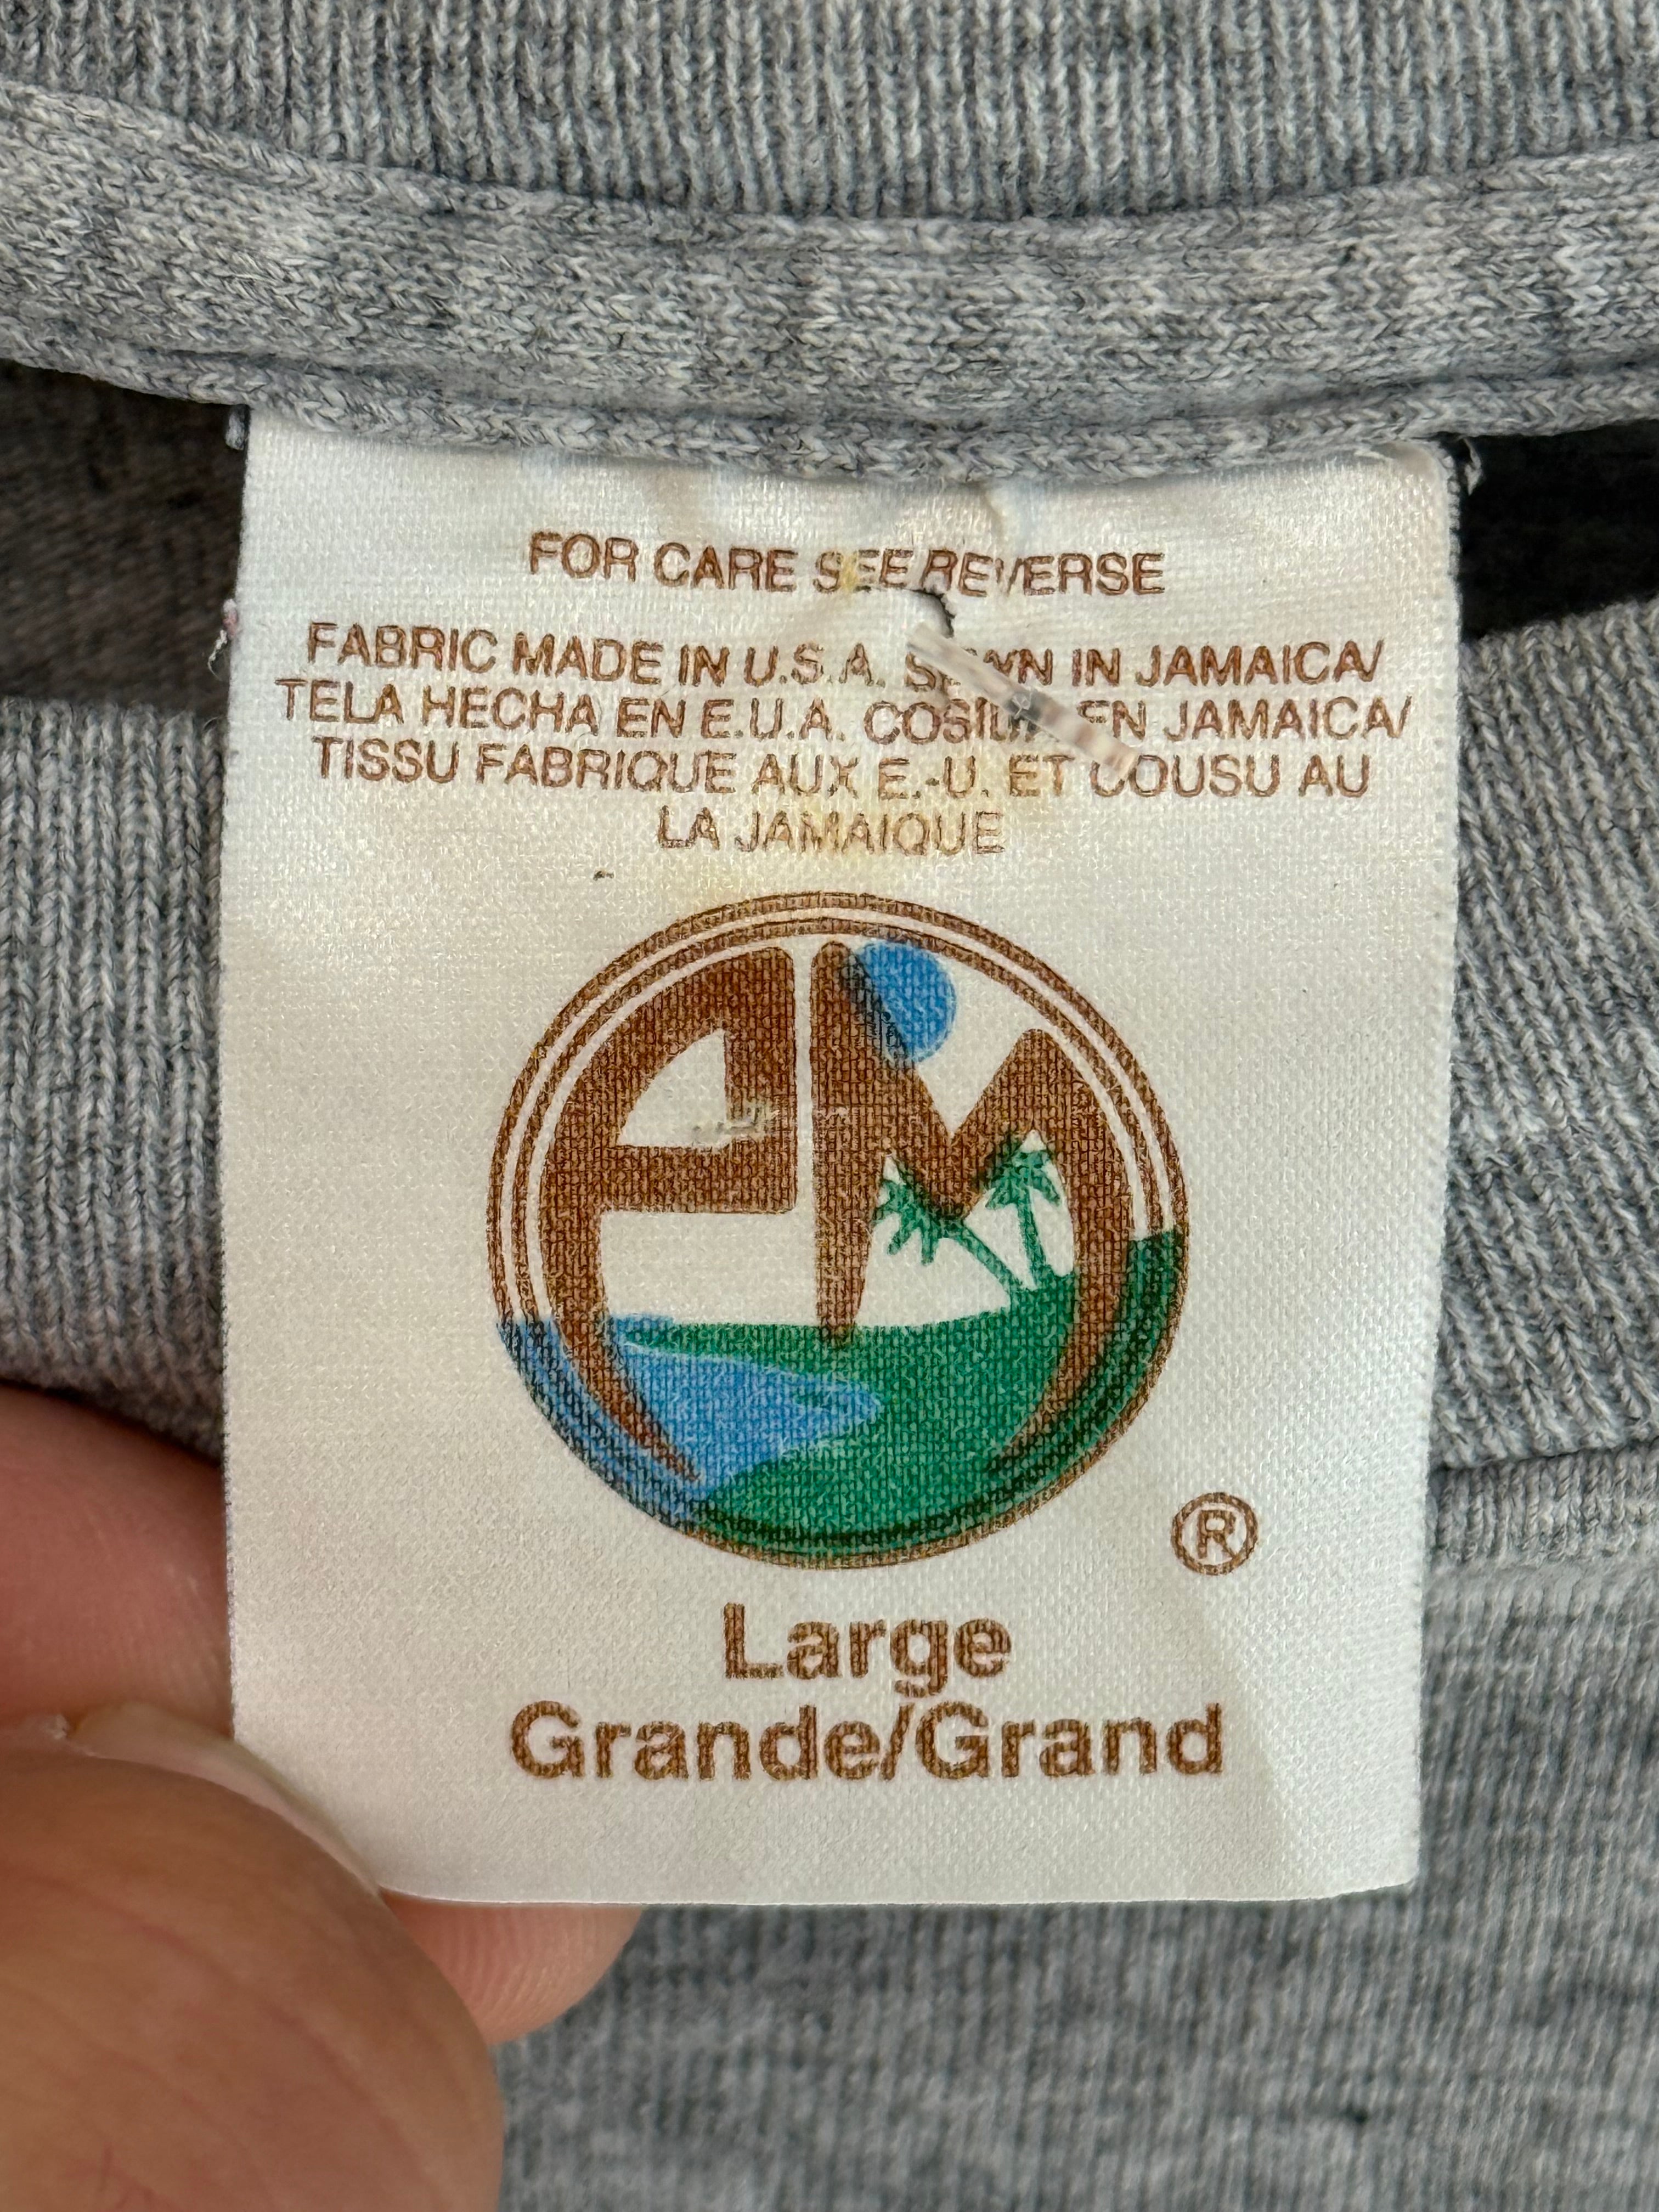 FOR CARE SEE REVERSE
FABRIC MADE IN U.S.A. SEWN IN JAMAICA/
TELA HECHA EN E.U.A. COSIDA EN JAMAICA/
TISSU FABRIQUE AUX E.-U. ET COUSU AU
LA JAMAIQUE
em
®
Large
Grande/Grand